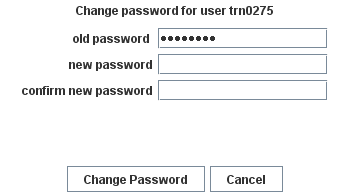 Change password for user trn0275
old password ●●●●●●●●
new password
confirm new password
Change Password
Cancel